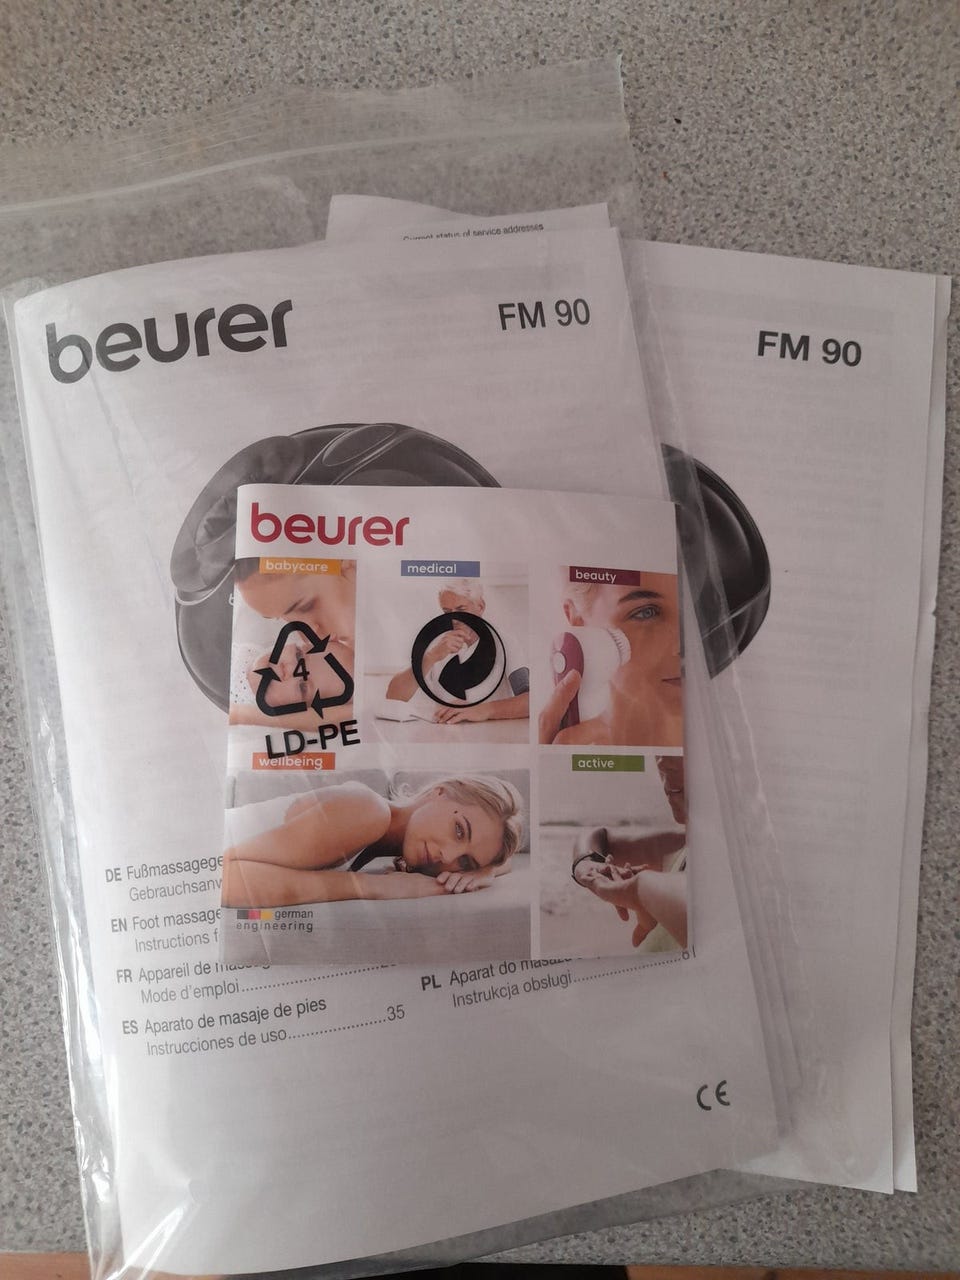 Current status of service addresses
beurer
FM 90
FM 90
beurer
babycare
medical
beauty
4
LD-PE
wellbeing
active
german
engineering
DE Fußmassagege
Gebrauchsanw
EN Foot massage
Instructions f
FR Appareil de
Mode d'emploi
ES Aparato de masaje de pies
Instrucciones de uso....................35
PL Aparat do
Instrukcja obsługi
CE